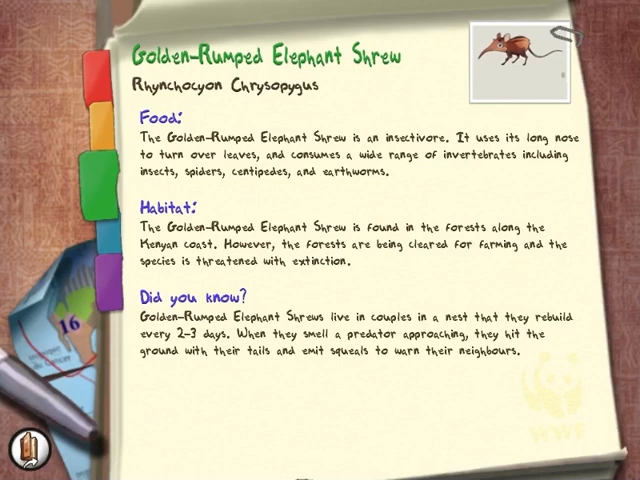 Golden-Rumped Elephant Shrew
Rhynchocyon Chrysopygus
Food:
The Golden-Rumped Elephant Shrew is an insectivore. It uses its long nose
to turn over leaves, and consumes a wide range of invertebrates including
insects, spiders, centipedes, and earthworms.
Habitat:
The Golden-Rumped Elephant Shrew is found in the forests along the
Kenyan coast. However, the forests are being cleared for farming and the
species is threatened with extinction.
Did you know?
Golden-Rumped Elephant Shrews live in couples in a nest that they rebuild
every 2-3 days. When they smell a predator approaching, they hit the
ground with their tails and emit squeals to warn their neighbours.
16
WWF